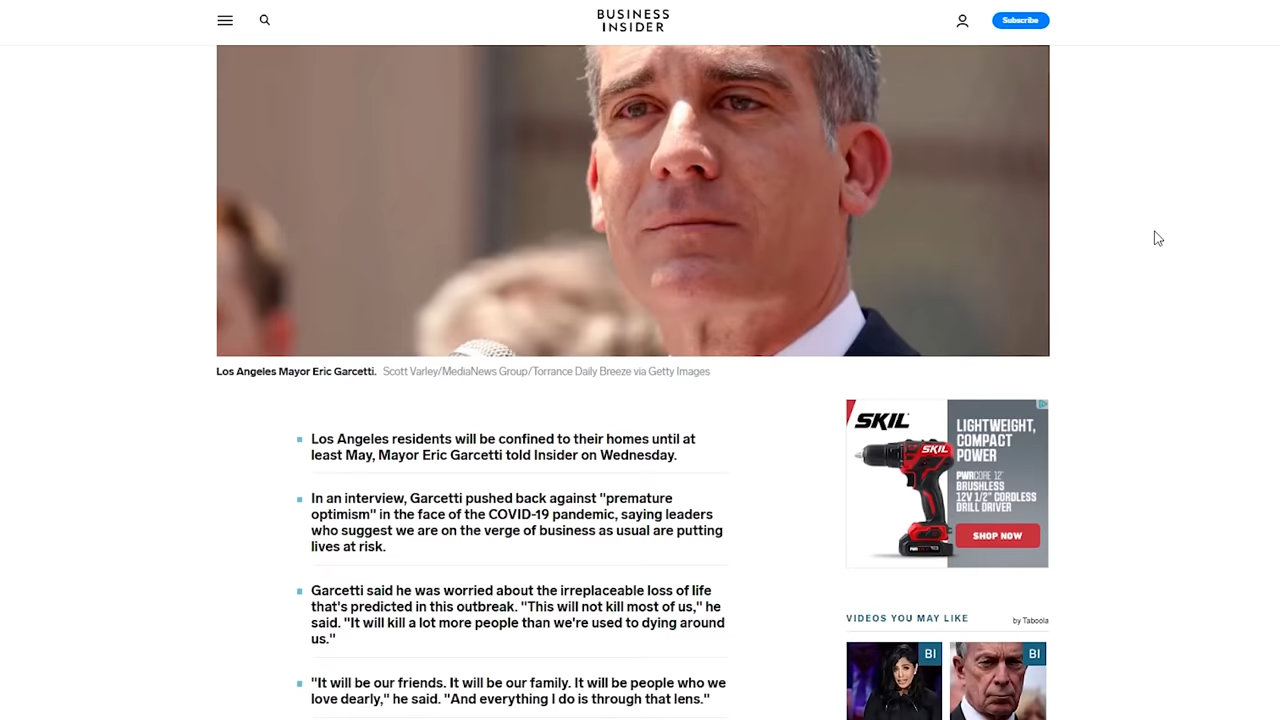 BUSINESS
INSIDER
Subscribe
Los Angeles Mayor Eric Garcetti. Scott Varley/MediaNews Group/Torrance Daily Breeze via Getty Images
Los Angeles residents will be confined to their homes until at
least May, Mayor Eric Garcetti told Insider on Wednesday.
In an interview, Garcetti pushed back against "premature
optimism" in the face of the COVID-19 pandemic, saying leaders
who suggest we are on the verge of business as usual are putting
lives at risk.
Garcetti said he was worried about the irreplaceable loss of life
that's predicted in this outbreak. "This will not kill most of us," he
said. "It will kill a lot more people than we're used to dying around
us."
"It will be our friends. It will be our family. It will be people who we
love dearly," he said. "And everything I do is through that lens."
SKIL
LIGHTWEIGHT,
COMPACT
POWER
SKIL
PWRCORE 12™
BRUSHLESS
12V 1/2" CORDLESS
DRILL DRIVER
SHOP NOW
VIDEOS YOU MAY LIKE
by Taboola
BI
BI